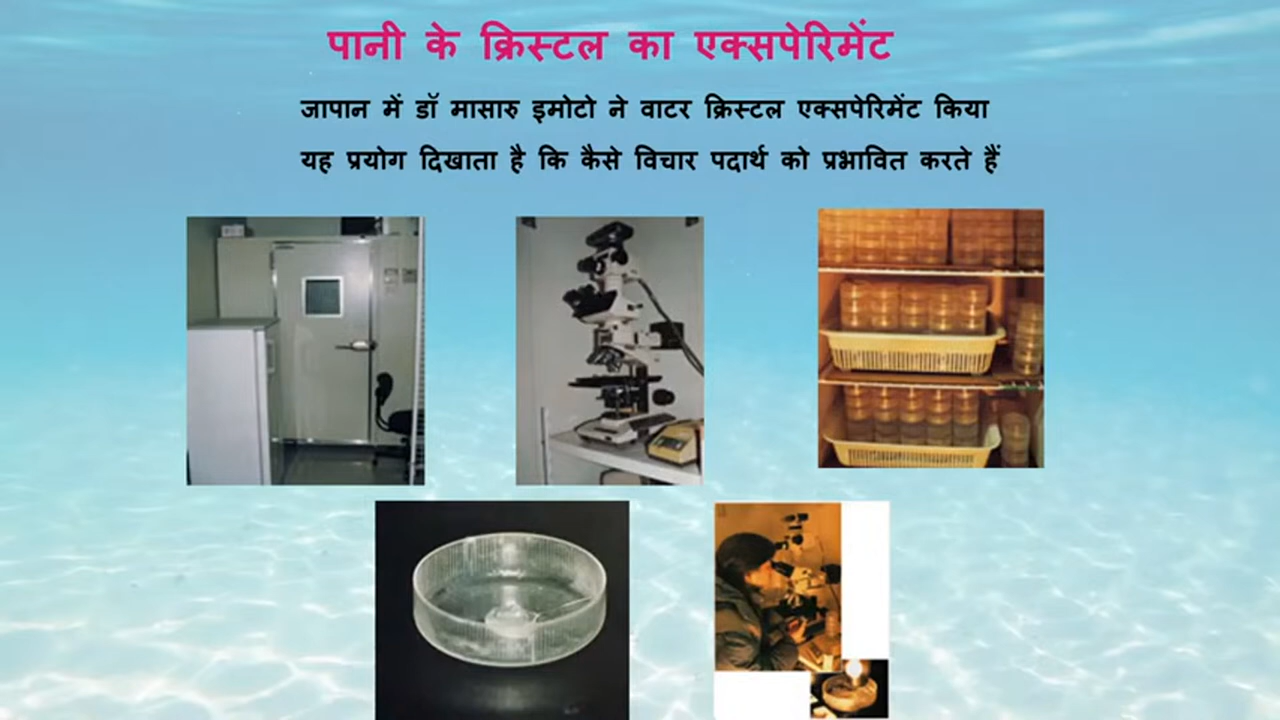 पानी के क्रिस्टल का एक्सपेरिमेंट
जापान में डॉ मासारु इमोटो ने वाटर क्रिस्टल एक्सपेरिमेंट किया
यह प्रयोग दिखाता है कि कैसे विचार पदार्थ को प्रभावित करते हैं